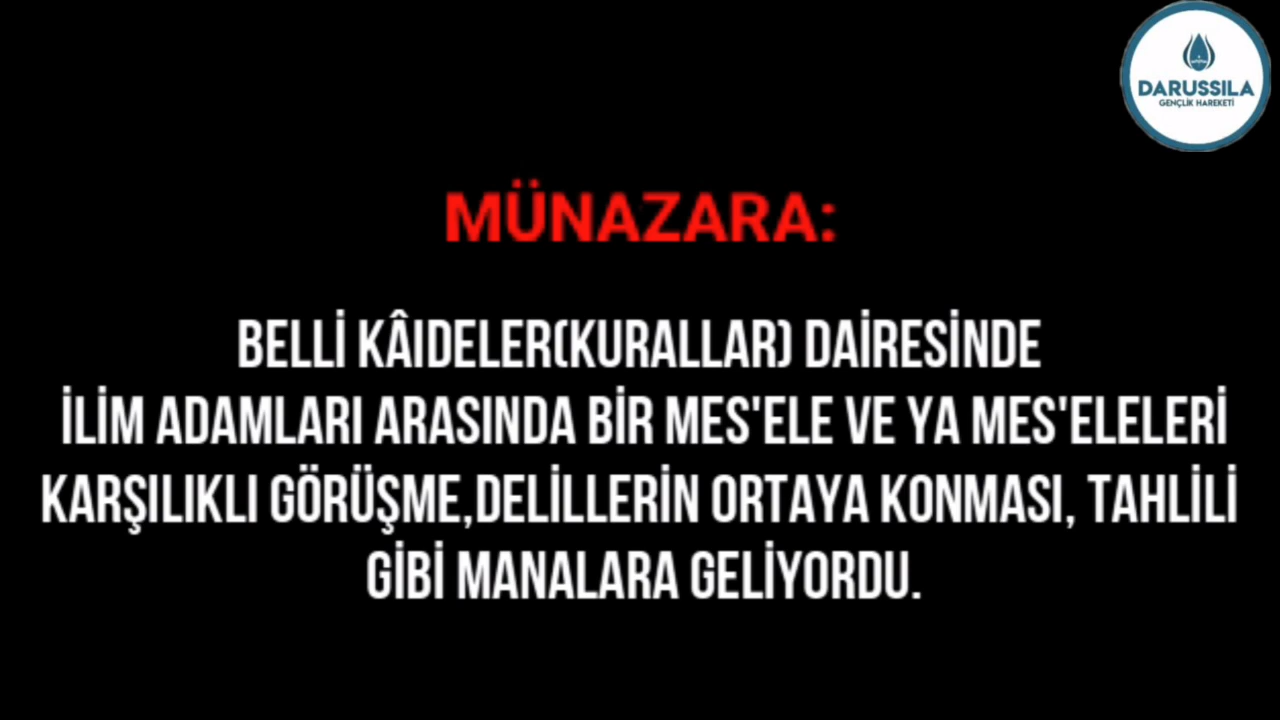 DARUSSILA
GENÇLİK HAREKETİ
MÜNAZARA:
BELLİ KÂIDELER(KURALLAR) DAİRESİNDE
İLİM ADAMLARI ARASINDA BİR MES'ELE VE YA MES'ELELERİ
KARŞILIKLI GÖRÜŞME,DELİLLERİN ORTAYA KONMASI, TAHLİLİ
GİBİ MANALARA GELİYORDU.